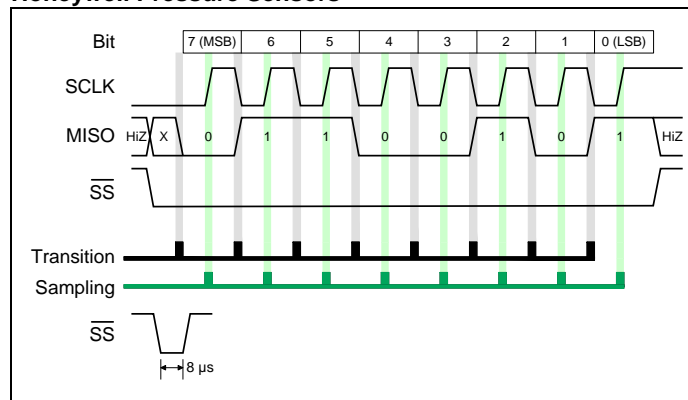 Honeywell Pressure Sensors
Bit 7 (MSB) 6 5 4 3 2 1 0 (LSB)
SCLK
MISO HiZ X 0 1 1 0 0 1 0 1 HiZ
SS
Transition
Sampling
SS
8 µs